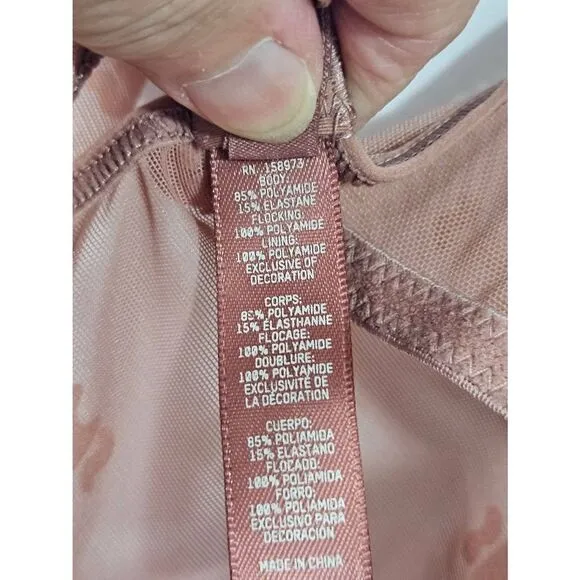 RN 158973
BODY:
85% POLYAMIDE
15% ELASTANE
FLOCKING:
100% POLYAMIDE
LINING:
100% POLYAMIDE
EXCLUSIVE OF
DECORATION
CORPS:
85% POLYAMIDE
15% ÉLASTHANNE
FLOCAGE:
100% POLYAMIDE
DOUBLURE:
100% POLYAMIDE
EXCLUSIVITÉ DE
LA DÉCORATION
CUERPO:
85% POLIAMIDA
15% ELASTANO
FLOCADO:
100% POLIAMIDA
FORRO:
100% POLIAMIDA
EXCLUSIVO PARA
DECORACIÓN
MADE IN CHINA